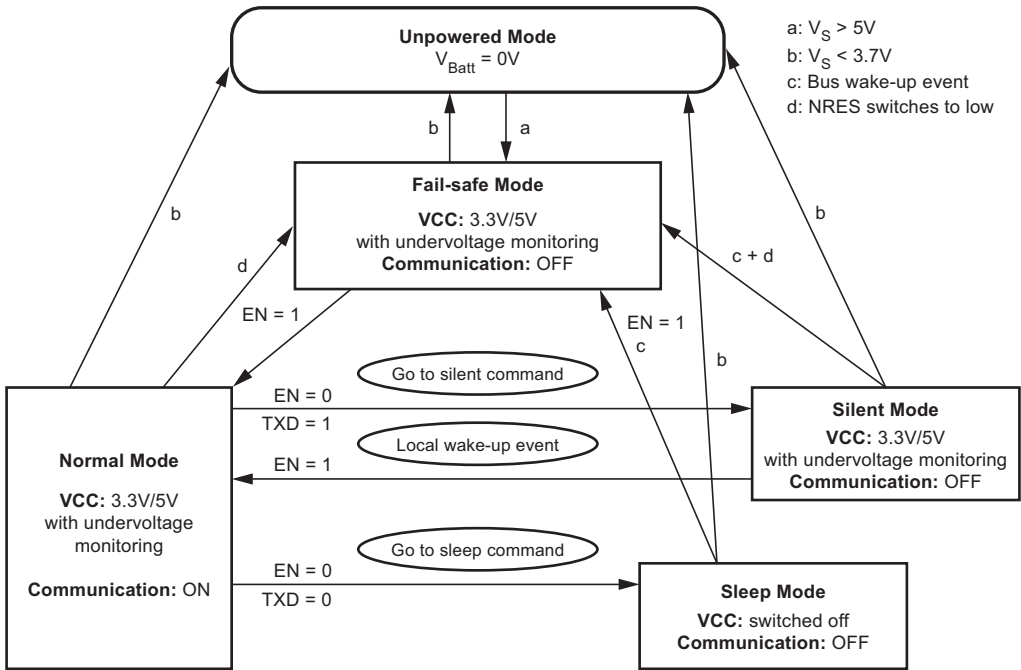 Unpowered Mode
V_Batt = 0V
a: V_S > 5V
b: V_S < 3.7V
c: Bus wake-up event
d: NRES switches to low
b
a
Fail-safe Mode
VCC: 3.3V/5V
with undervoltage monitoring
Communication: OFF
b
b
d
c + d
EN = 1
EN = 1
c
b
Go to silent command
EN = 0
TXD = 1
Local wake-up event
EN = 1
Silent Mode
VCC: 3.3V/5V
with undervoltage monitoring
Communication: OFF
Normal Mode
VCC: 3.3V/5V
with undervoltage
monitoring
Communication: ON
Go to sleep command
EN = 0
TXD = 0
Sleep Mode
VCC: switched off
Communication: OFF